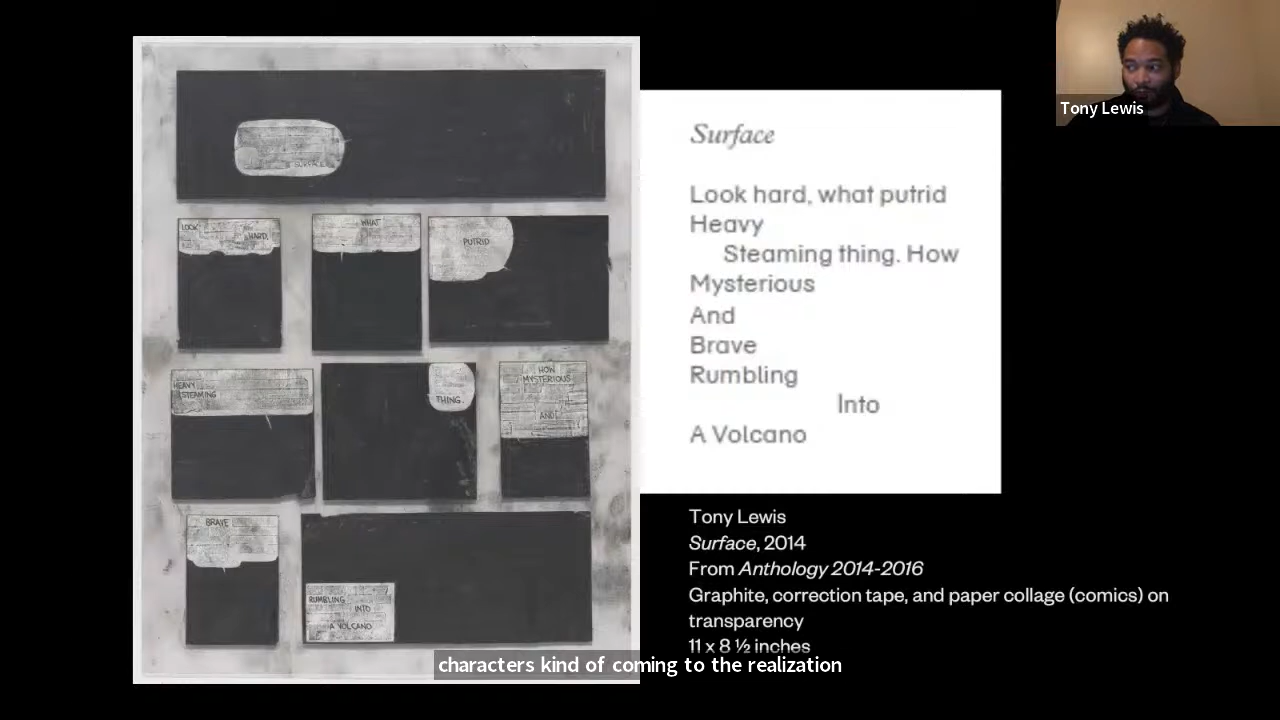 SURFACE
LOOK
HARD,
WHAT
PUTRID
HEAVY
STEAMING
THING.
HOW
MYSTERIOUS
AND
BRAVE
RUMBLING
INTO
A VOLCANO
Surface
Look hard, what putrid
Heavy
Steaming thing. How
Mysterious
And
Brave
Rumbling
Into
A Volcano
Tony Lewis
Surface, 2014
From Anthology 2014-2016
Graphite, correction tape, and paper collage (comics) on
transparency
11 x 8 ½ inches
characters kind of coming to the realization
Tony Lewis